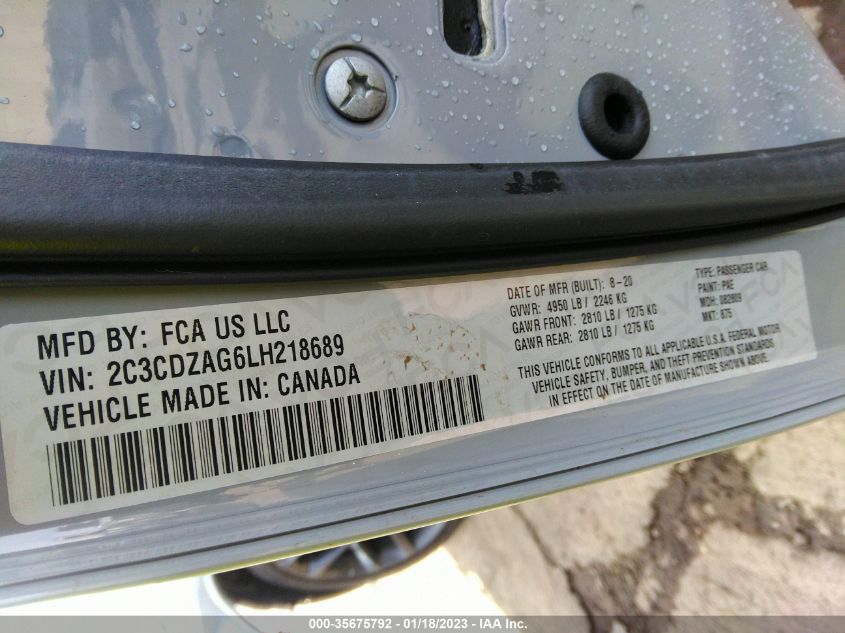 MFD BY: FCA US LLC
VIN: 2C3CDZAG6LH218689
VEHICLE MADE IN: CANADA
DATE OF MFR (BUILT): 8-20
GVWR: 4950 LB / 2246 KG
GAWR FRONT: 2810 LB / 1275 KG
GAWR REAR: 2810 LB / 1275 KG
TYPE: PASSENGER CAR
PAINT: PAE
MDH: 082809
MKT: 875
THIS VEHICLE CONFORMS TO ALL APPLICABLE U.S.A. FEDERAL MOTOR
VEHICLE SAFETY, BUMPER, AND THEFT PREVENTION STANDARDS
IN EFFECT ON THE DATE OF MANUFACTURE SHOWN ABOVE.
000-35675792 - 01/18/2023 - IAA Inc.